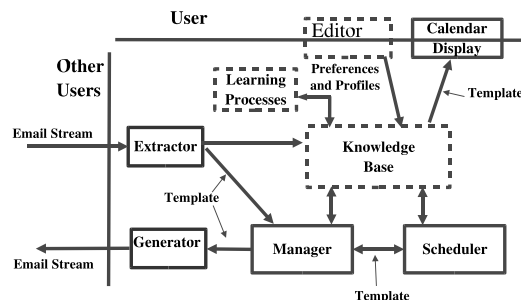 User
Editor
Calendar
Display
Other
Users
Learning
Processes
Preferences
and Profiles
Template
Email Stream
Extractor
Knowledge
Base
Template
Generator
Manager
Scheduler
Email Stream
Template